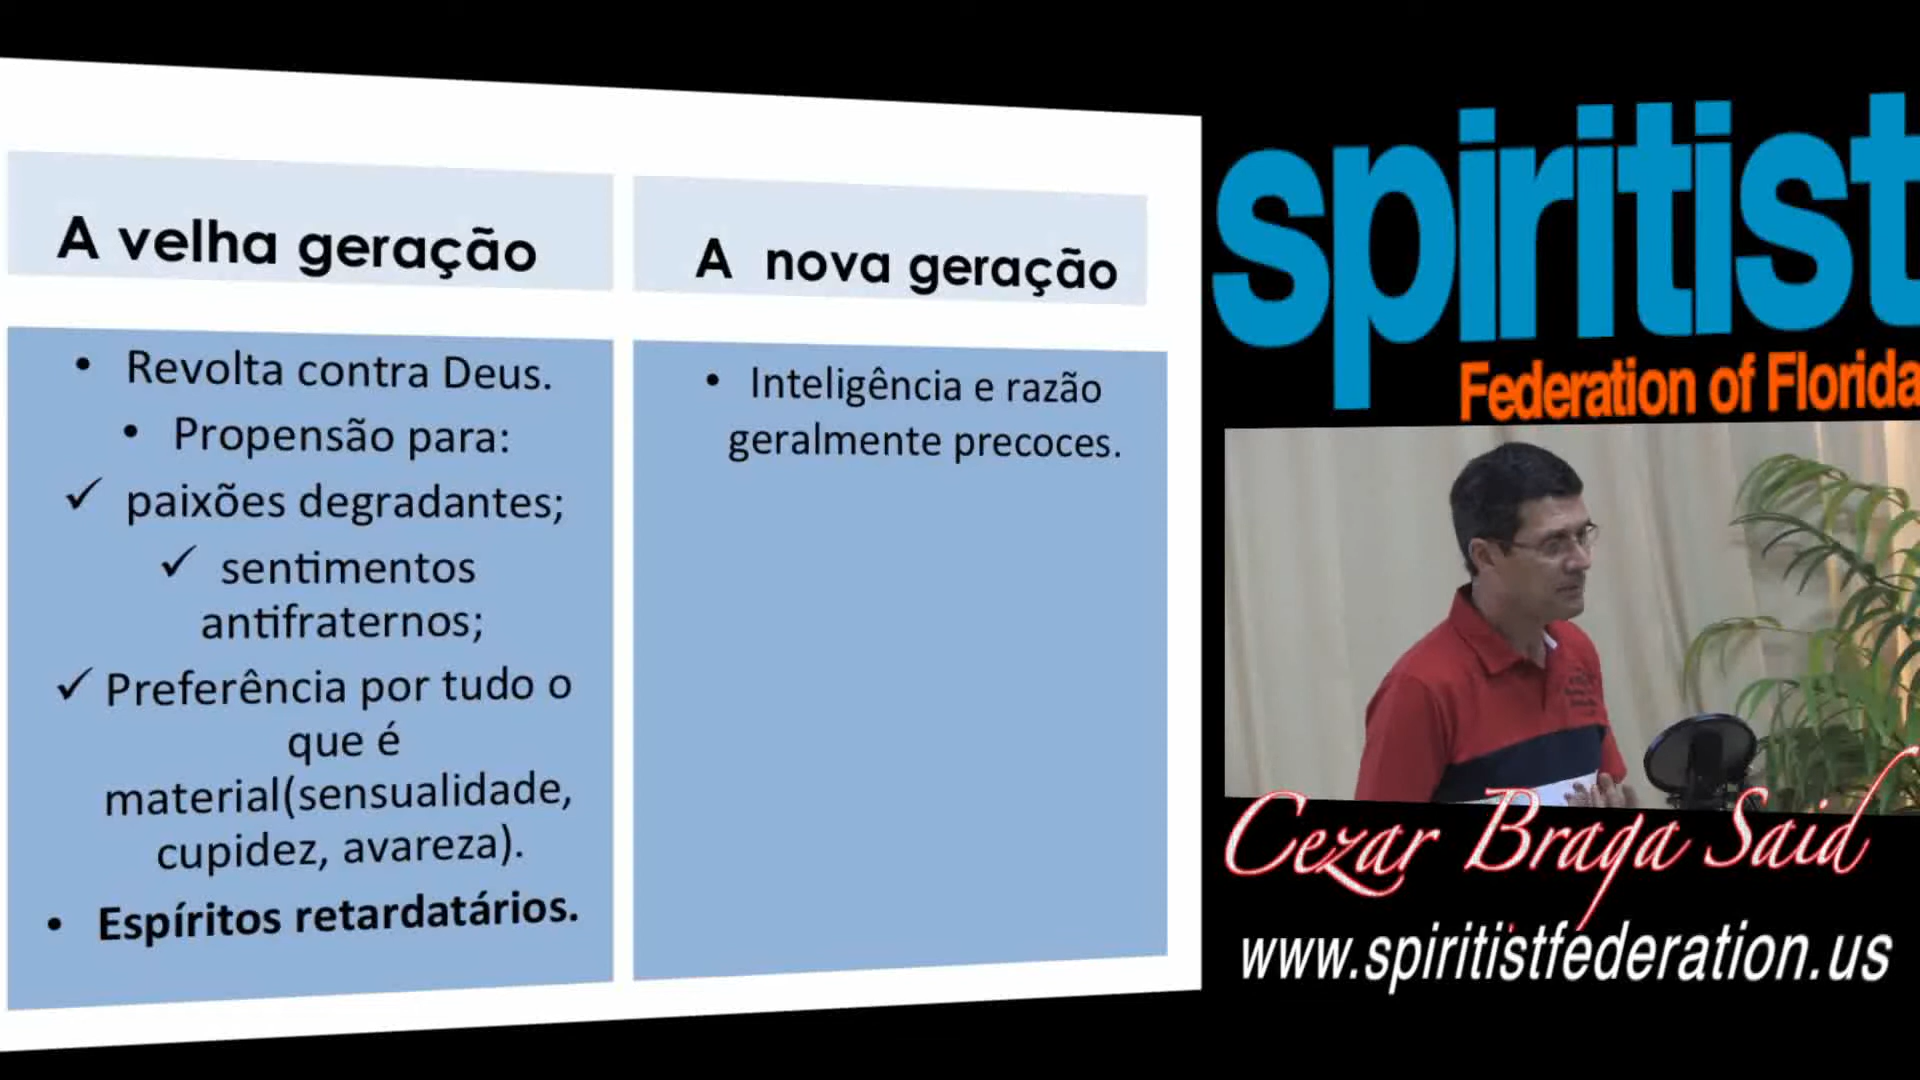 A velha geração
• Revolta contra Deus.
• Propensão para:
✓ paixões degradantes;
✓ sentimentos
antifraternos;
✓ Preferência por tudo o
que é
material(sensualidade,
cupidez, avareza).
• Espíritos retardatários.
A nova geração
• Inteligência e razão
geralmente precoces.
spiritist
Federation of Florida
Cezar Braga Said
www.spiritistfederation.us